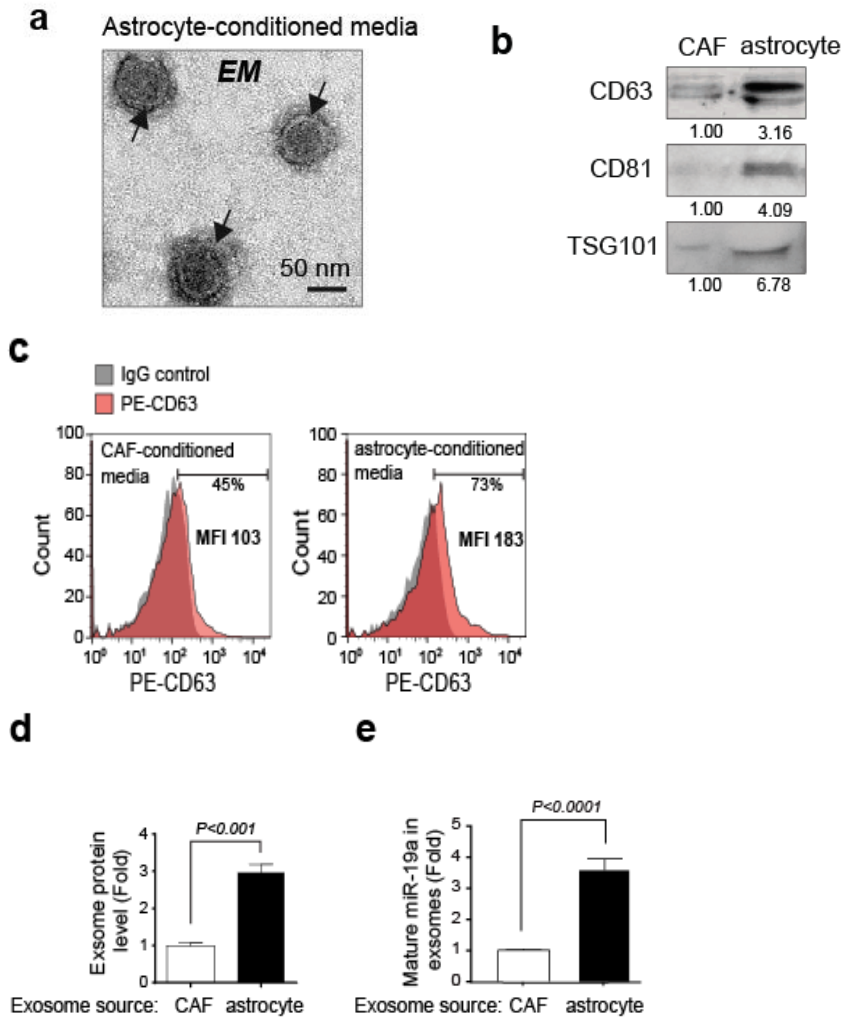 a
Astrocyte-conditioned media
EM
50 nm
b
CAF astrocyte
CD63
1.00 3.16
CD81
1.00 4.09
TSG101
1.00 6.78
c
IgG control
PE-CD63
100
80
60
40
20
0
Count
CAF-conditioned
media
45%
MFI 103
10⁰ 10¹ 10² 10³ 10⁴
PE-CD63
100
80
60
40
20
0
Count
astrocyte-conditioned
media
73%
MFI 183
10⁰ 10¹ 10² 10³ 10⁴
PE-CD63
d
P<0.001
4
3
2
1
0
Exsome protein
level (Fold)
Exosome source: CAF astrocyte
e
P<0.0001
5
4
3
2
1
0
Mature miR-19a in
exsomes (Fold)
Exosome source: CAF astrocyte